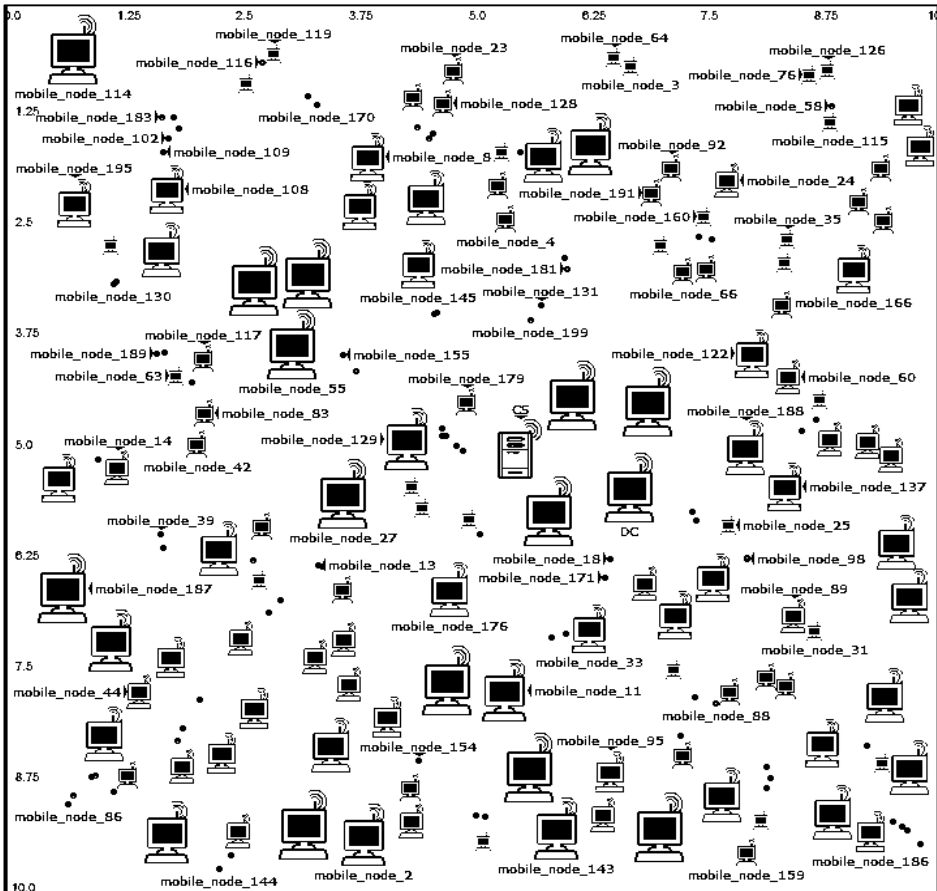 0.0 1.25 2.5 3.75 5.0 6.25 7.5 8.75 10
mobile_node_119
mobile_node_23
mobile_node_64
mobile_node_126
mobile_node_116
mobile_node_3
mobile_node_76
mobile_node_114
1.25
mobile_node_183
mobile_node_170
mobile_node_128
mobile_node_58
mobile_node_102
mobile_node_115
mobile_node_109
mobile_node_8
mobile_node_92
mobile_node_195
mobile_node_108
mobile_node_191
mobile_node_24
2.5
mobile_node_160
mobile_node_35
mobile_node_4
mobile_node_181
mobile_node_130
mobile_node_145
mobile_node_131
mobile_node_66
mobile_node_166
mobile_node_199
3.75
mobile_node_117
mobile_node_189
mobile_node_155
mobile_node_122
mobile_node_63
mobile_node_55
mobile_node_179
mobile_node_60
mobile_node_83
CS
mobile_node_188
5.0
mobile_node_14
mobile_node_129
mobile_node_42
mobile_node_137
mobile_node_39
mobile_node_27
DC
mobile_node_25
6.25
mobile_node_13
mobile_node_18
mobile_node_98
mobile_node_187
mobile_node_171
mobile_node_89
mobile_node_176
mobile_node_31
7.5
mobile_node_33
mobile_node_44
mobile_node_11
mobile_node_88
mobile_node_154
mobile_node_95
8.75
mobile_node_86
mobile_node_144
mobile_node_2
mobile_node_143
mobile_node_159
mobile_node_186
10.0